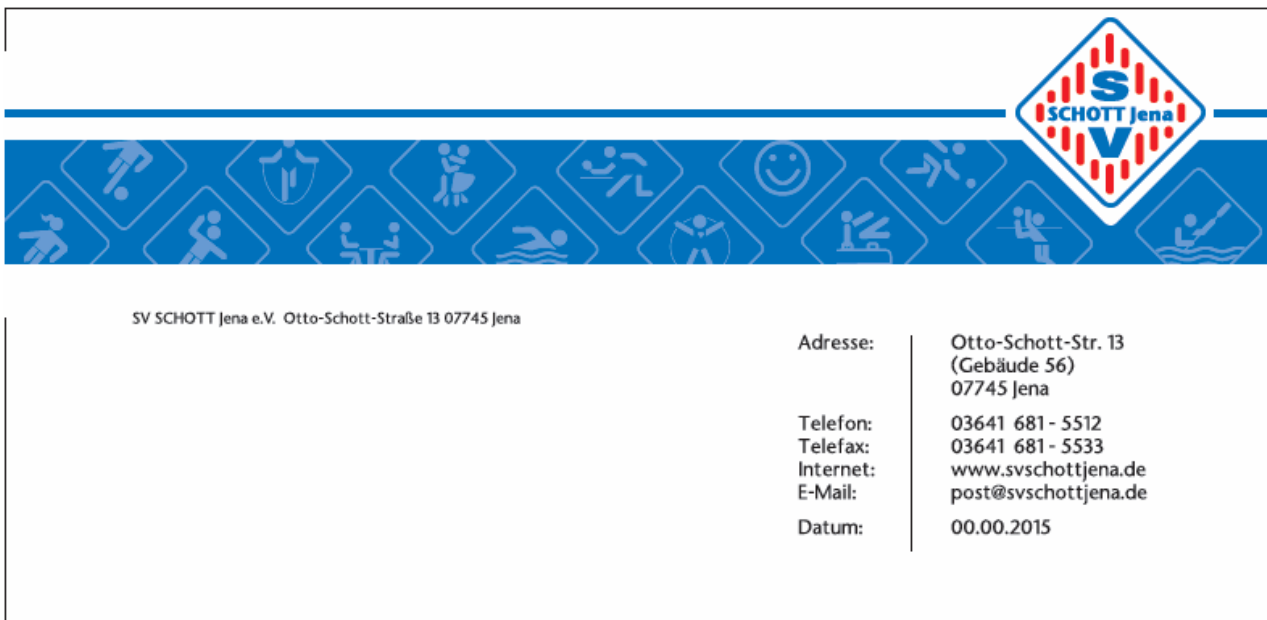 S
SCHOTT Jena
V
SV SCHOTT Jena e.V. Otto-Schott-Straße 13 07745 Jena
Adresse: Otto-Schott-Str. 13
(Gebäude 56)
07745 Jena
Telefon: 03641 681 - 5512
Telefax: 03641 681 - 5533
Internet: www.svschottjena.de
E-Mail: post@svschottjena.de
Datum: 00.00.2015